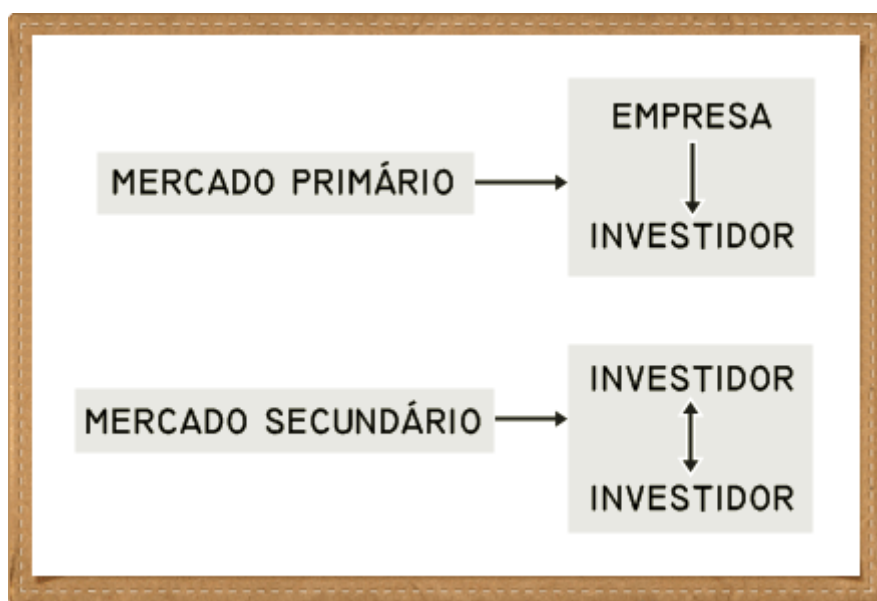 MERCADO PRIMÁRIO
EMPRESA
INVESTIDOR
MERCADO SECUNDÁRIO
INVESTIDOR
INVESTIDOR